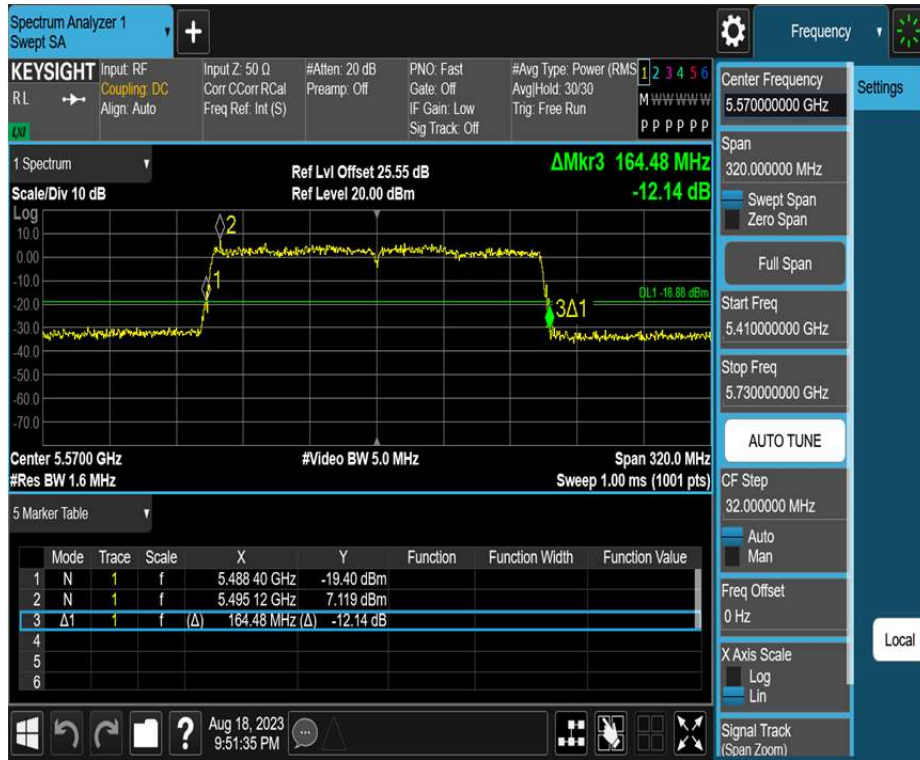 Spectrum Analyzer 1
Swept SA
+
Frequency
KEYSIGHT
RL
LXI
Input: RF
Coupling: DC
Align: Auto
Input Z: 50 Ω
Corr CCorr RCal
Freq Ref: Int (S)
#Atten: 20 dB
Preamp: Off
PNO: Fast
Gate: Off
IF Gain: Low
Sig Track: Off
#Avg Type: Power (RMS
Avg|Hold: 30/30
Trig: Free Run
1 2 3 4 5 6
M W W W W W
P P P P P P
1 Spectrum
Scale/Div 10 dB
Ref Lvl Offset 25.55 dB
Ref Level 20.00 dBm
ΔMkr3 164.48 MHz
-12.14 dB
Log
10.0
0.00
-10.0
-20.0
-30.0
-40.0
-50.0
-60.0
-70.0
2
1
3Δ1
DL1 -18.88 dBm
Center 5.5700 GHz
#Video BW 5.0 MHz
Span 320.0 MHz
#Res BW 1.6 MHz
Sweep 1.00 ms (1001 pts)
5 Marker Table
Mode Trace Scale X Y Function Function Width Function Value
1 N 1 f 5.488 40 GHz -19.40 dBm
2 N 1 f 5.495 12 GHz 7.119 dBm
3 Δ1 1 f (Δ) 164.48 MHz (Δ) -12.14 dB
4
5
6
?
Aug 18, 2023
9:51:35 PM
Center Frequency
5.570000000 GHz
Span
320.000000 MHz
Swept Span
Zero Span
Full Span
Start Freq
5.410000000 GHz
Stop Freq
5.730000000 GHz
AUTO TUNE
CF Step
32.000000 MHz
Auto
Man
Freq Offset
0 Hz
X Axis Scale
Log
Lin
Signal Track
(Span Zoom)
Settings
Local